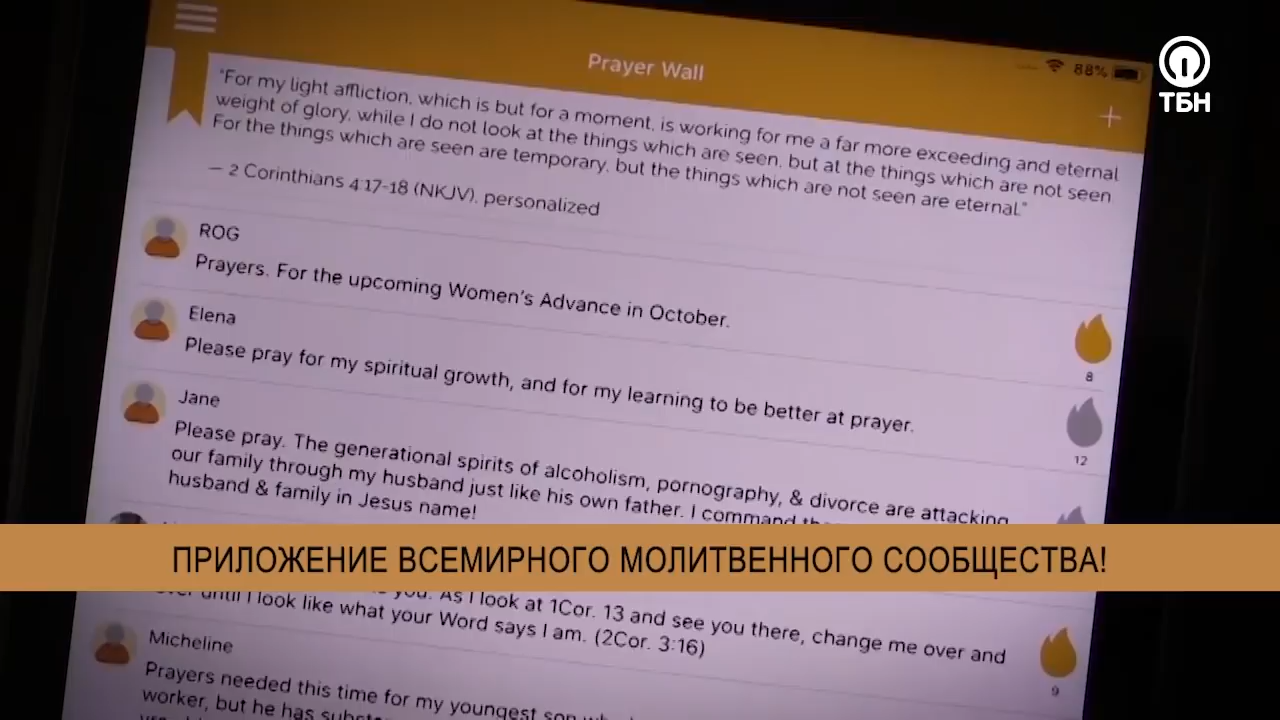 Prayer Wall
88%
ТБН
"For my light affliction, which is but for a moment, is working for me a far more exceeding and eternal
weight of glory, while I do not look at the things which are seen, but at the things which are not seen.
For the things which are seen are temporary, but the things which are not seen are eternal."
— 2 Corinthians 4:17-18 (NKJV), personalized
ROG
Prayers. For the upcoming Women's Advance in October.
8
Elena
Please pray for my spiritual growth, and for my learning to be better at prayer.
12
Jane
Please pray. The generational spirits of alcoholism, pornography, & divorce are attacking
our family through my husband just like his own father. I command
husband & family in Jesus name!
ПРИЛОЖЕНИЕ ВСЕМИРНОГО МОЛИТВЕННОГО СООБЩЕСТВА!
you. As I look at 1Cor. 13 and see you there, change me over and
over until I look like what your Word says I am. (2Cor. 3:16)
9
Micheline
Prayers needed this time for my youngest son
worker, but he has